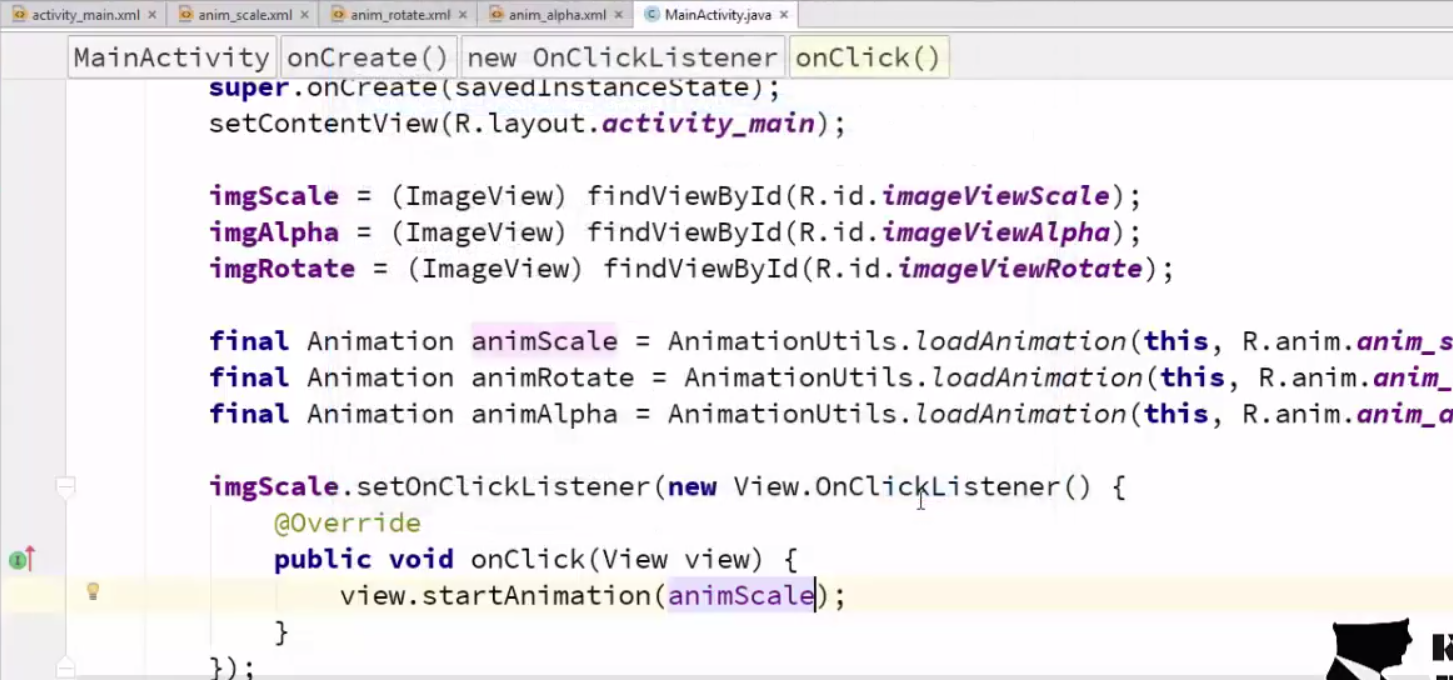 activity_main.xml anim_scale.xml anim_rotate.xml anim_alpha.xml MainActivity.java
MainActivity onCreate() new OnClickListener onClick()
super.onCreate(savedInstanceState);
setContentView(R.layout.activity_main);
imgScale = (ImageView) findViewById(R.id.imageViewScale);
imgAlpha = (ImageView) findViewById(R.id.imageViewAlpha);
imgRotate = (ImageView) findViewById(R.id.imageViewRotate);
final Animation animScale = AnimationUtils.loadAnimation(this, R.anim.anim_s
final Animation animRotate = AnimationUtils.loadAnimation(this, R.anim.anim_
final Animation animAlpha = AnimationUtils.loadAnimation(this, R.anim.anim_a
imgScale.setOnClickListener(new View.OnClickListener() {
@Override
public void onClick(View view) {
view.startAnimation(animScale);
}
});